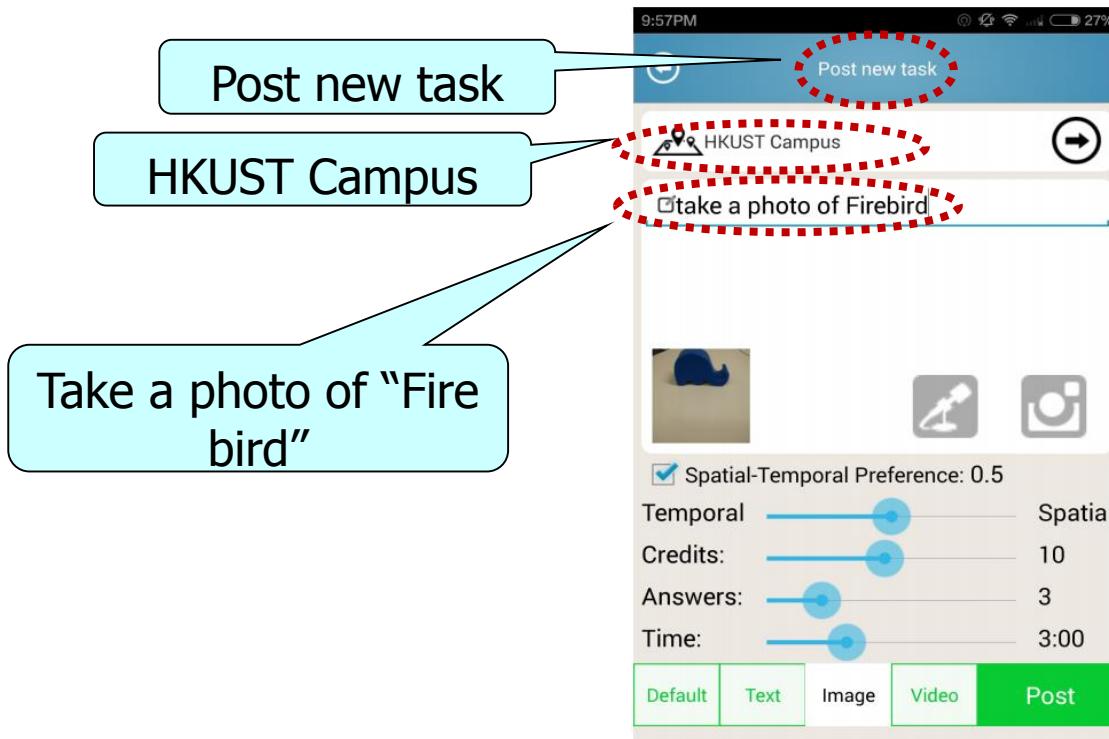 Post new task
HKUST Campus
Take a photo of “Fire
bird”
9:57PM
27%
Post new task
HKUST Campus
take a photo of Firebird
Spatial-Temporal Preference: 0.5
Temporal Spatia
Credits: 10
Answers: 3
Time: 3:00
Default Text Image Video Post